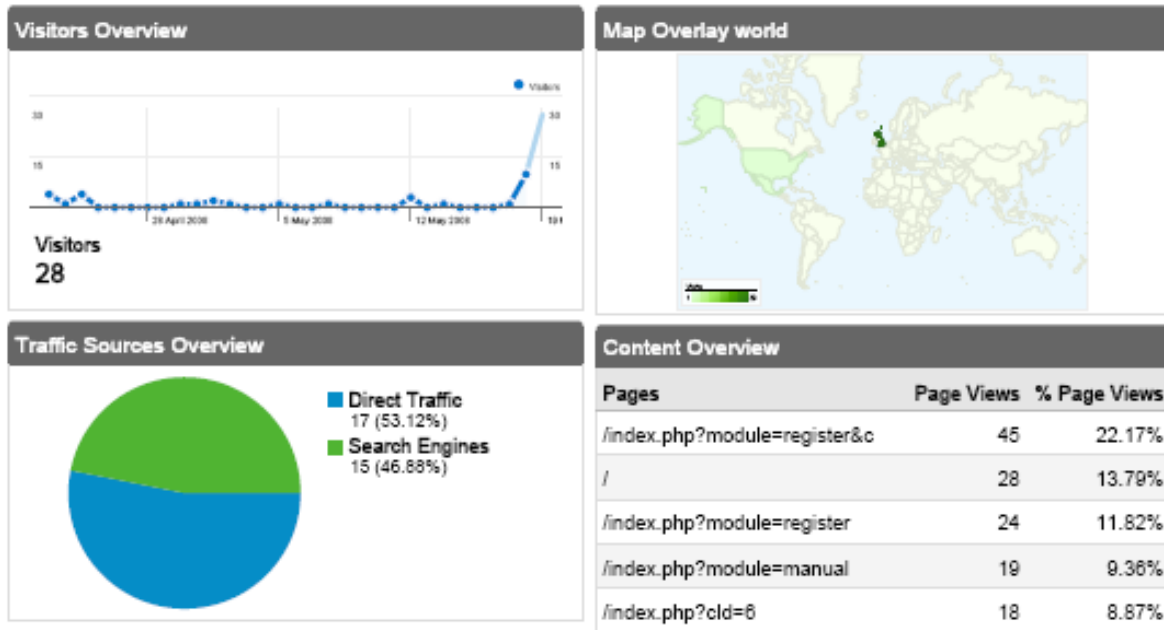 Visitors Overview
Visitors
30
30
15
15
28 April 2008
5 May 2008
12 May 2008
Visitors
28
Map Overlay world
Visits
Traffic Sources Overview
Direct Traffic
17 (53.12%)
Search Engines
15 (46.88%)
Content Overview
Pages Page Views % Page Views
/index.php?module=register&c 45 22.17%
/ 28 13.79%
/index.php?module=register 24 11.82%
/index.php?module=manual 19 9.36%
/index.php?cId=6 18 8.87%